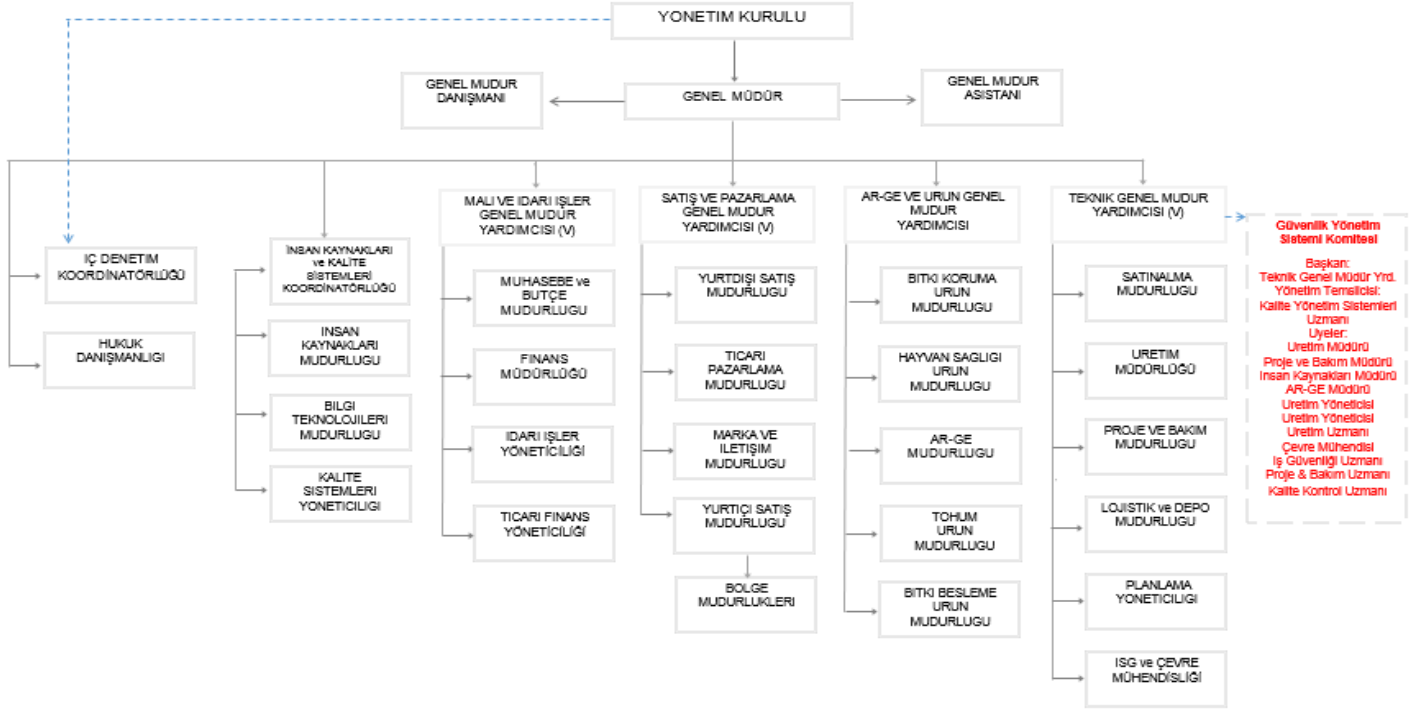 YONETIM KURULU
GENEL MUDUR
DANIŞMANI
GENEL MÜDÜR
GENEL MUDUR
ASISTANI
IÇ DENETIM
KOORDİNATÖRLÜĞÜ
HUKUK
DANIŞMANLIGI
İNSAN KAYNAKLARI
ve KALİTE
SİSTEMLERİ
KOORDİNATÖRLÜĞÜ
INSAN
KAYNAKLARI
MUDURLUGU
BILGI
TEKNOLOJILERI
MUDURLUGU
KALITE
SISTEMLERI
YONETICILIGI
MALI VE IDARI IŞLER
GENEL MUDUR
YARDIMCISI (V)
MUHASEBE ve
BUTÇE
MUDURLUGU
FINANS
MÜDÜRLÜĞÜ
IDARI IŞLER
YÖNETİCİLİĞİ
TICARI FINANS
YÖNETİCİLİĞİ
SATIŞ VE PAZARLAMA
GENEL MUDUR
YARDIMCISI (V)
YURTDIŞI SATIŞ
MUDURLUGU
TICARI
PAZARLAMA
MUDURLUGU
MARKA VE
ILETIŞIM
MUDURLUGU
YURTIÇI SATIŞ
MUDURLUGU
BOLGE
MUDURLUKLERI
AR-GE VE URUN GENEL
MUDUR
YARDIMCISI
BITKI KORUMA
URUN
MUDURLUGU
HAYVAN SAGLIGI
URUN
MUDURLUGU
AR-GE
MUDURLUGU
TOHUM
URUN
MUDURLUGU
BITKI BESLEME
URUN
MUDURLUGU
TEKNIK GENEL MUDUR
YARDIMCISI (V)
SATINALMA
MUDURLUGU
URETIM
MÜDÜRLÜĞÜ
PROJE VE BAKIM
MUDURLUGU
LOJISTIK ve DEPO
MUDURLUGU
PLANLAMA
YONETICILIGI
ISG ve ÇEVRE
MÜHENDİSLİĞİ
Güvenlik Yönetim
Sistemi Komitesi
Başkan:
Teknik Genel Müdür Yrd.
Yönetim Temsilcisi:
Kalite Yönetim Sistemleri
Uzmanı
Uyeler:
Uretim Müdürü
Proje ve Bakım Müdürü
Insan Kaynakları Müdürü
AR-GE Müdürü
Uretim Yöneticisi
Uretim Yöneticisi
Uretim Uzmanı
Çevre Mühendisi
Iş Güvenliği Uzmanı
Proje & Bakım Uzmanı
Kalite Kontrol Uzmanı